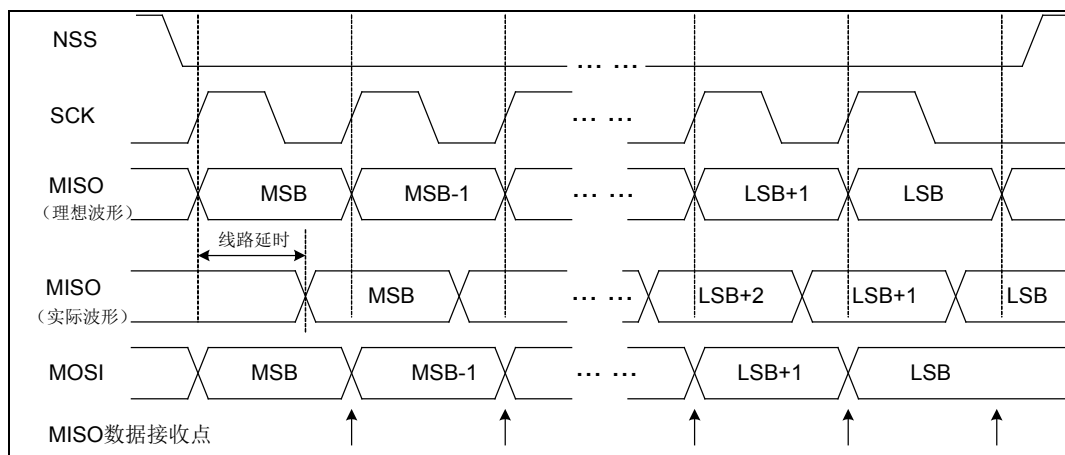 NSS
... ...
SCK
... ...
MISO
（理想波形）
MSB
MSB-1
... ...
LSB+1
LSB
线路延时
MISO
（实际波形）
MSB
... ...
LSB+2
LSB+1
LSB
MOSI
MSB
MSB-1
... ...
LSB+1
LSB
MISO数据接收点